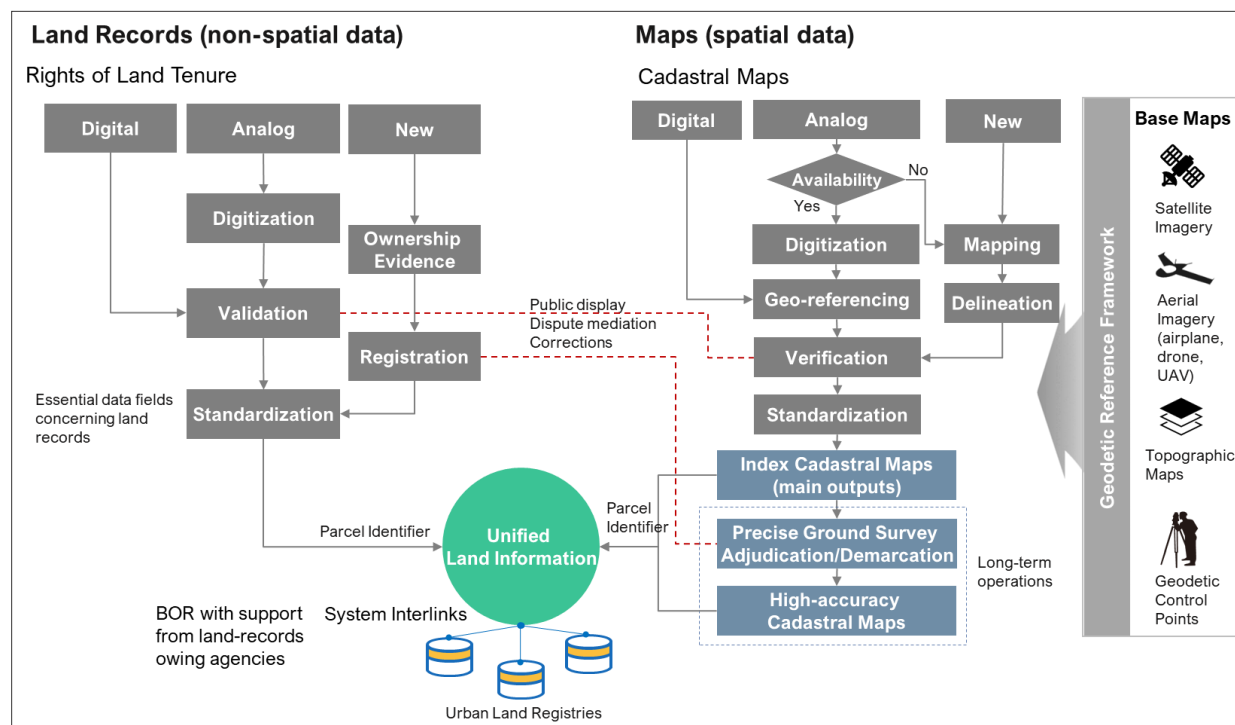 Land Records (non-spatial data)
Rights of Land Tenure
Digital
Analog
New
Digitization
Ownership
Evidence
Validation
Registration
Essential data fields
concerning land
records
Standardization
Public display
Dispute mediation
Corrections
Maps (spatial data)
Cadastral Maps
Digital
Analog
New
Availability
No
Yes
Digitization
Mapping
Geo-referencing
Delineation
Verification
Standardization
Index Cadastral Maps
(main outputs)
Parcel Identifier
Unified
Land Information
Parcel
Identifier
Precise Ground Survey
Adjudication/Demarcation
High-accuracy
Cadastral Maps
Long-term
operations
BOR with support
from land-records
owing agencies
System Interlinks
Urban Land Registries
Geodetic Reference Framework
Base Maps
Satellite
Imagery
Aerial
Imagery
(airplane,
drone,
UAV)
Topographic
Maps
Geodetic
Control
Points